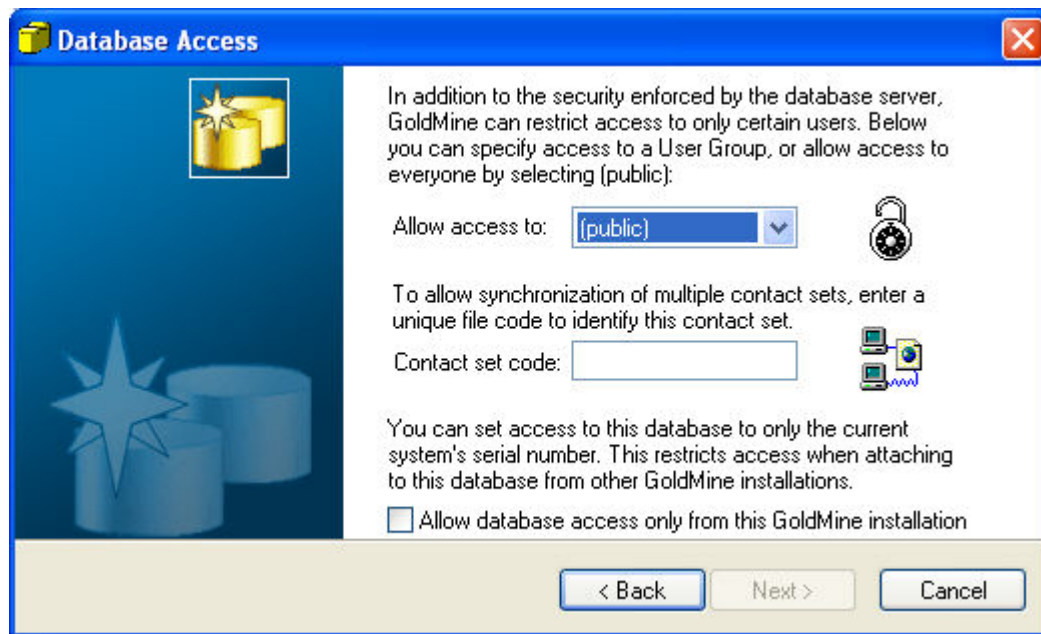 Database Access
In addition to the security enforced by the database server,
GoldMine can restrict access to only certain users. Below
you can specify access to a User Group, or allow access to
everyone by selecting (public):
Allow access to: (public)
To allow synchronization of multiple contact sets, enter a
unique file code to identify this contact set.
Contact set code:
You can set access to this database to only the current
system's serial number. This restricts access when attaching
to this database from other GoldMine installations.
Allow database access only from this GoldMine installation
< Back Next > Cancel